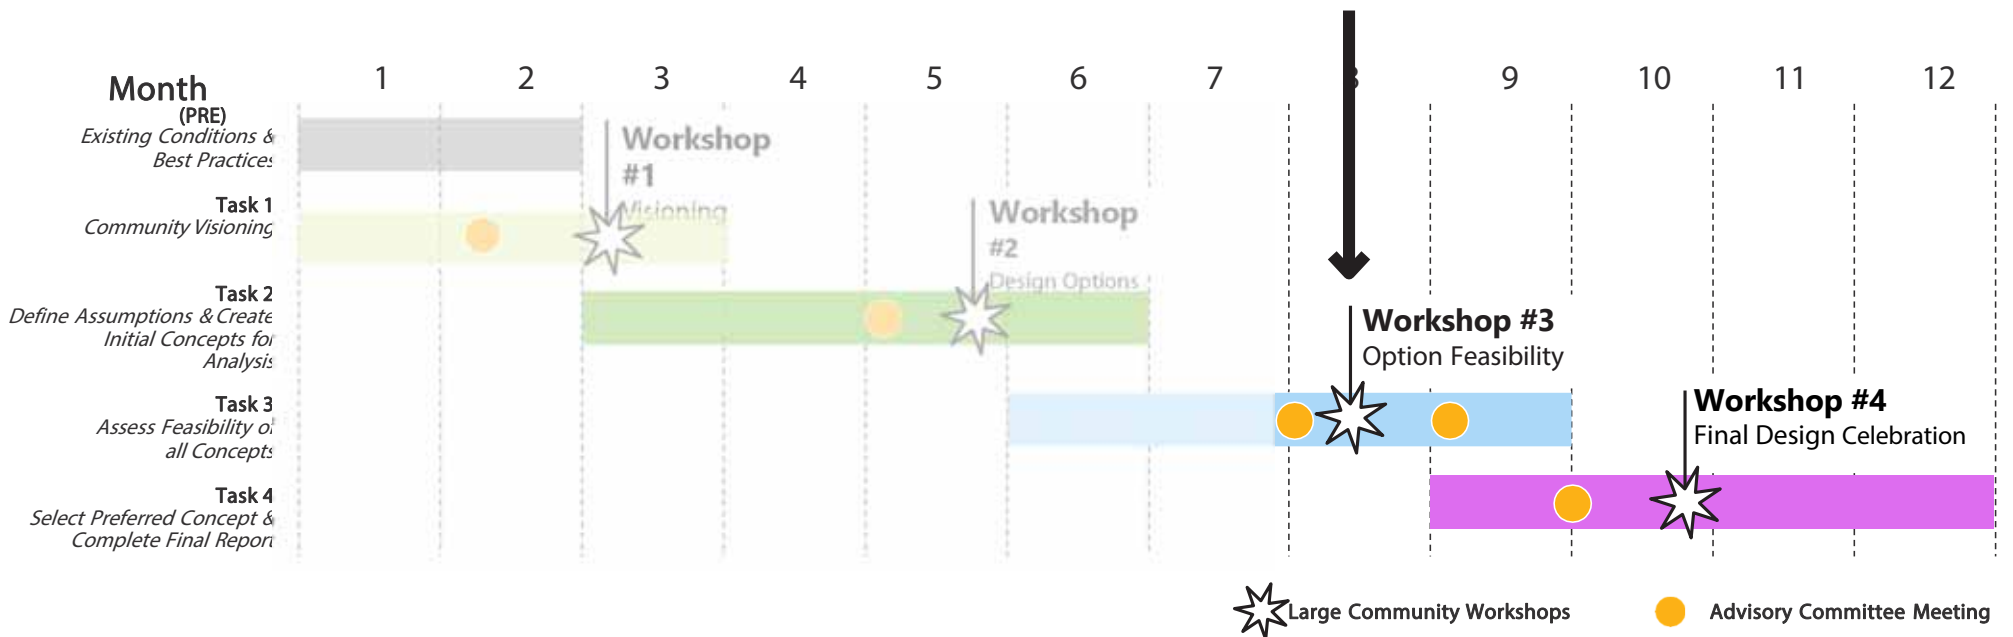 Month
1 2 3 4 5 6 7 8 9 10 11 12
(PRE)
Existing Conditions &
Best Practices
Workshop
#1
Visioning
Task 1
Community Visioning
Workshop
#2
Design Options
Task 2
Define Assumptions & Create
Initial Concepts for
Analysis
Workshop #3
Option Feasibility
Task 3
Assess Feasibility of
all Concepts
Workshop #4
Final Design Celebration
Task 4
Select Preferred Concept &
Complete Final Report
Large Community Workshops
Advisory Committee Meeting